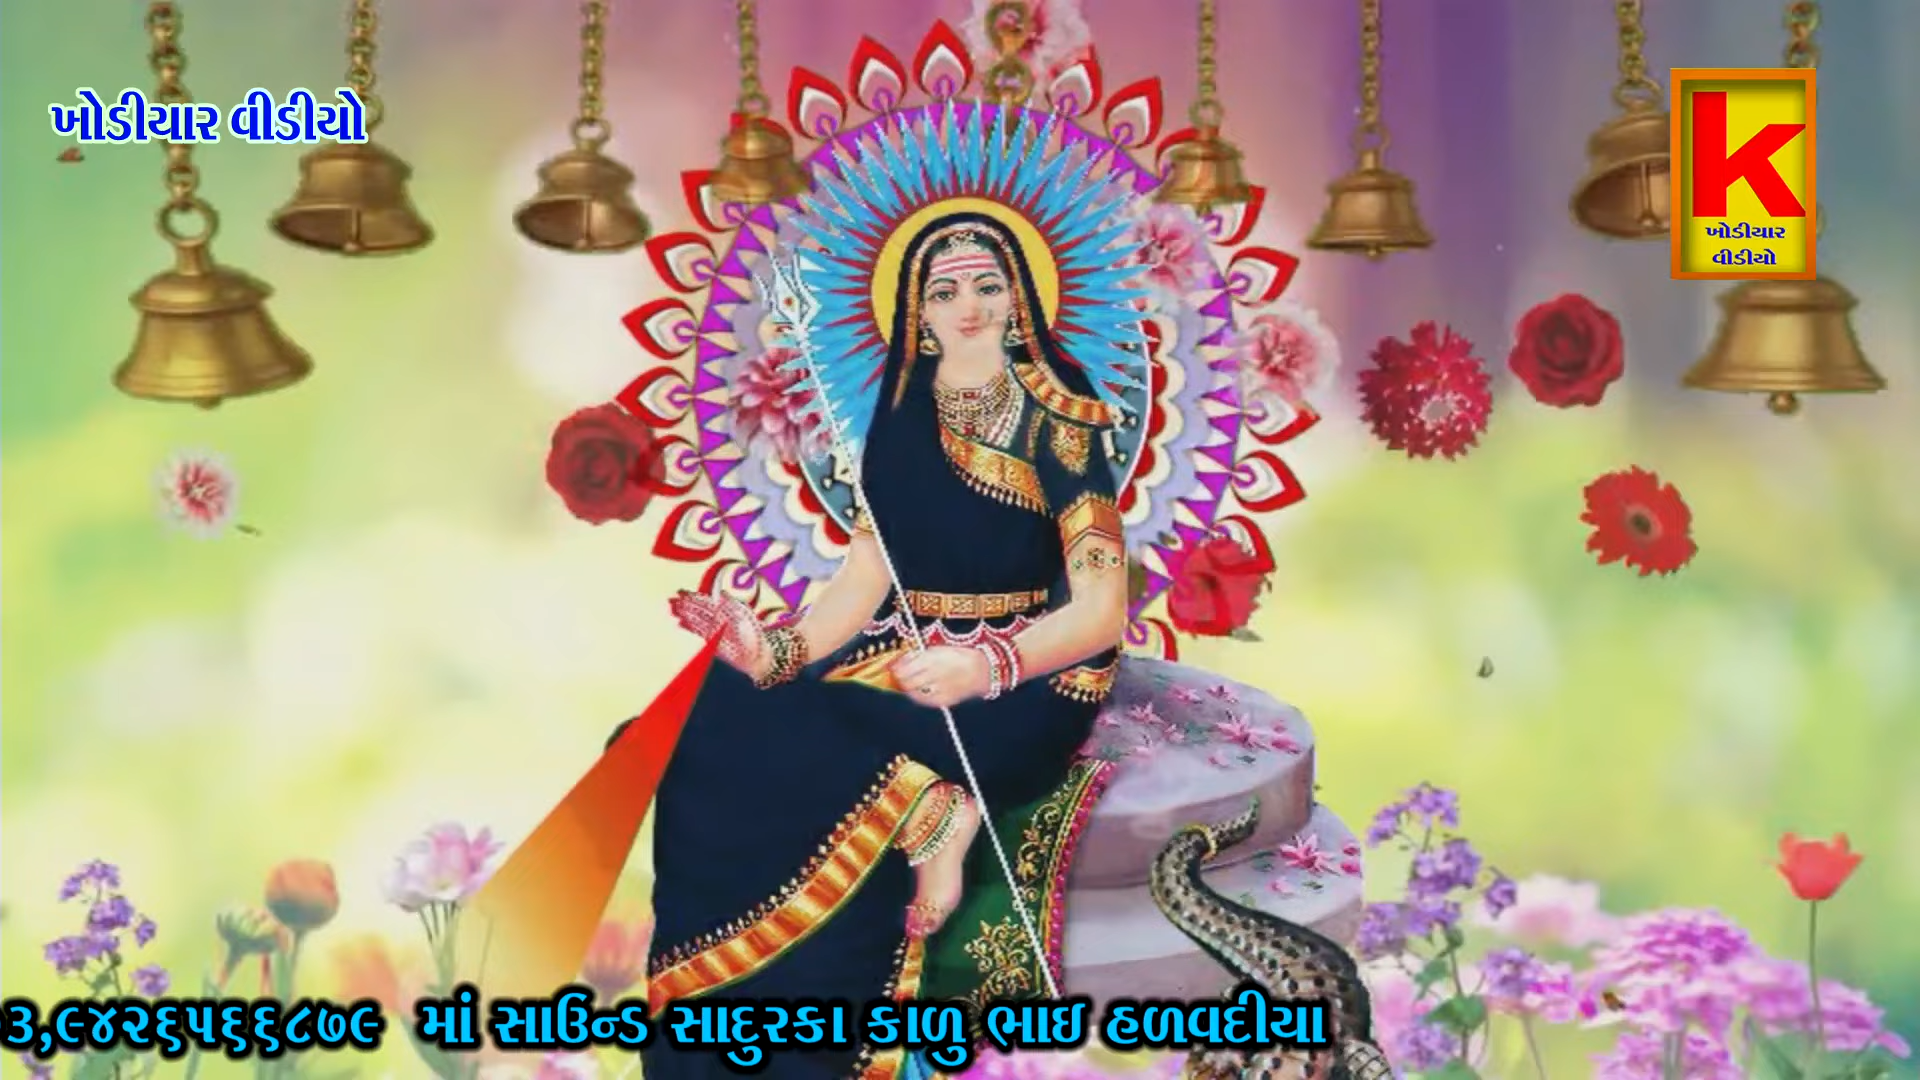 ખોડીયાર વીડીયો
k
ખોડીયાર
વીડીયો
૩,૯૪૨૬૫૬૬૮૭૯ માં સાઉન્ડ સાદુરકા કાળુ ભાઇ હળવદીયા